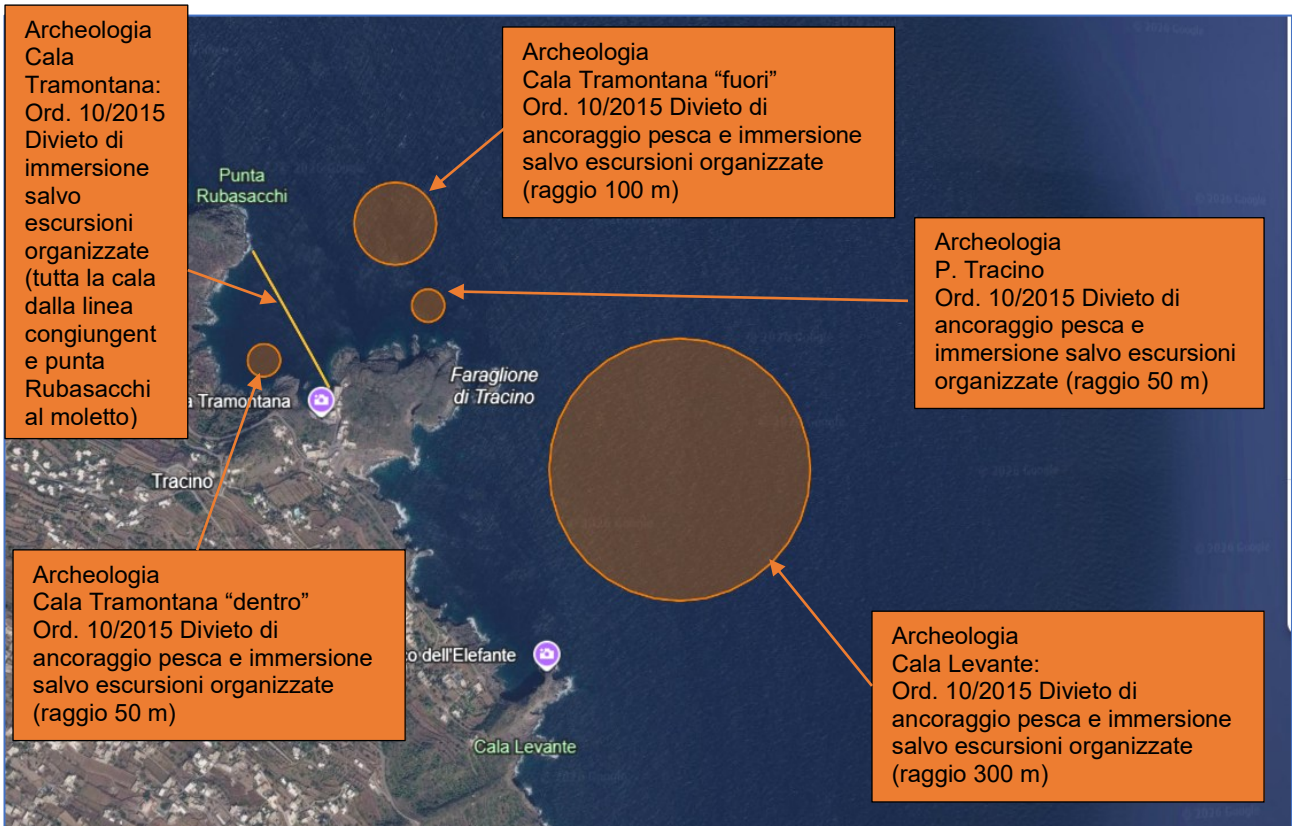 Archeologia
Cala
Tramontana:
Ord. 10/2015
Divieto di
immersione
salvo
escursioni
organizzate
(tutta la cala
dalla linea
congiungent
e punta
Rubasacchi
al moletto)
Archeologia
Cala Tramontana “fuori”
Ord. 10/2015 Divieto di
ancoraggio pesca e immersione
salvo escursioni organizzate
(raggio 100 m)
Punta
Rubasacchi
Archeologia
P. Tracino
Ord. 10/2015 Divieto di
ancoraggio pesca e
immersione salvo escursioni
organizzate (raggio 50 m)
Faraglione
di Tracino
Tramontana
Tracino
Archeologia
Cala Tramontana “dentro”
Ord. 10/2015 Divieto di
ancoraggio pesca e immersione
salvo escursioni organizzate
(raggio 50 m)
dell'Elefante
Cala Levante
Archeologia
Cala Levante:
Ord. 10/2015 Divieto di
ancoraggio pesca e immersione
salvo escursioni organizzate
(raggio 300 m)